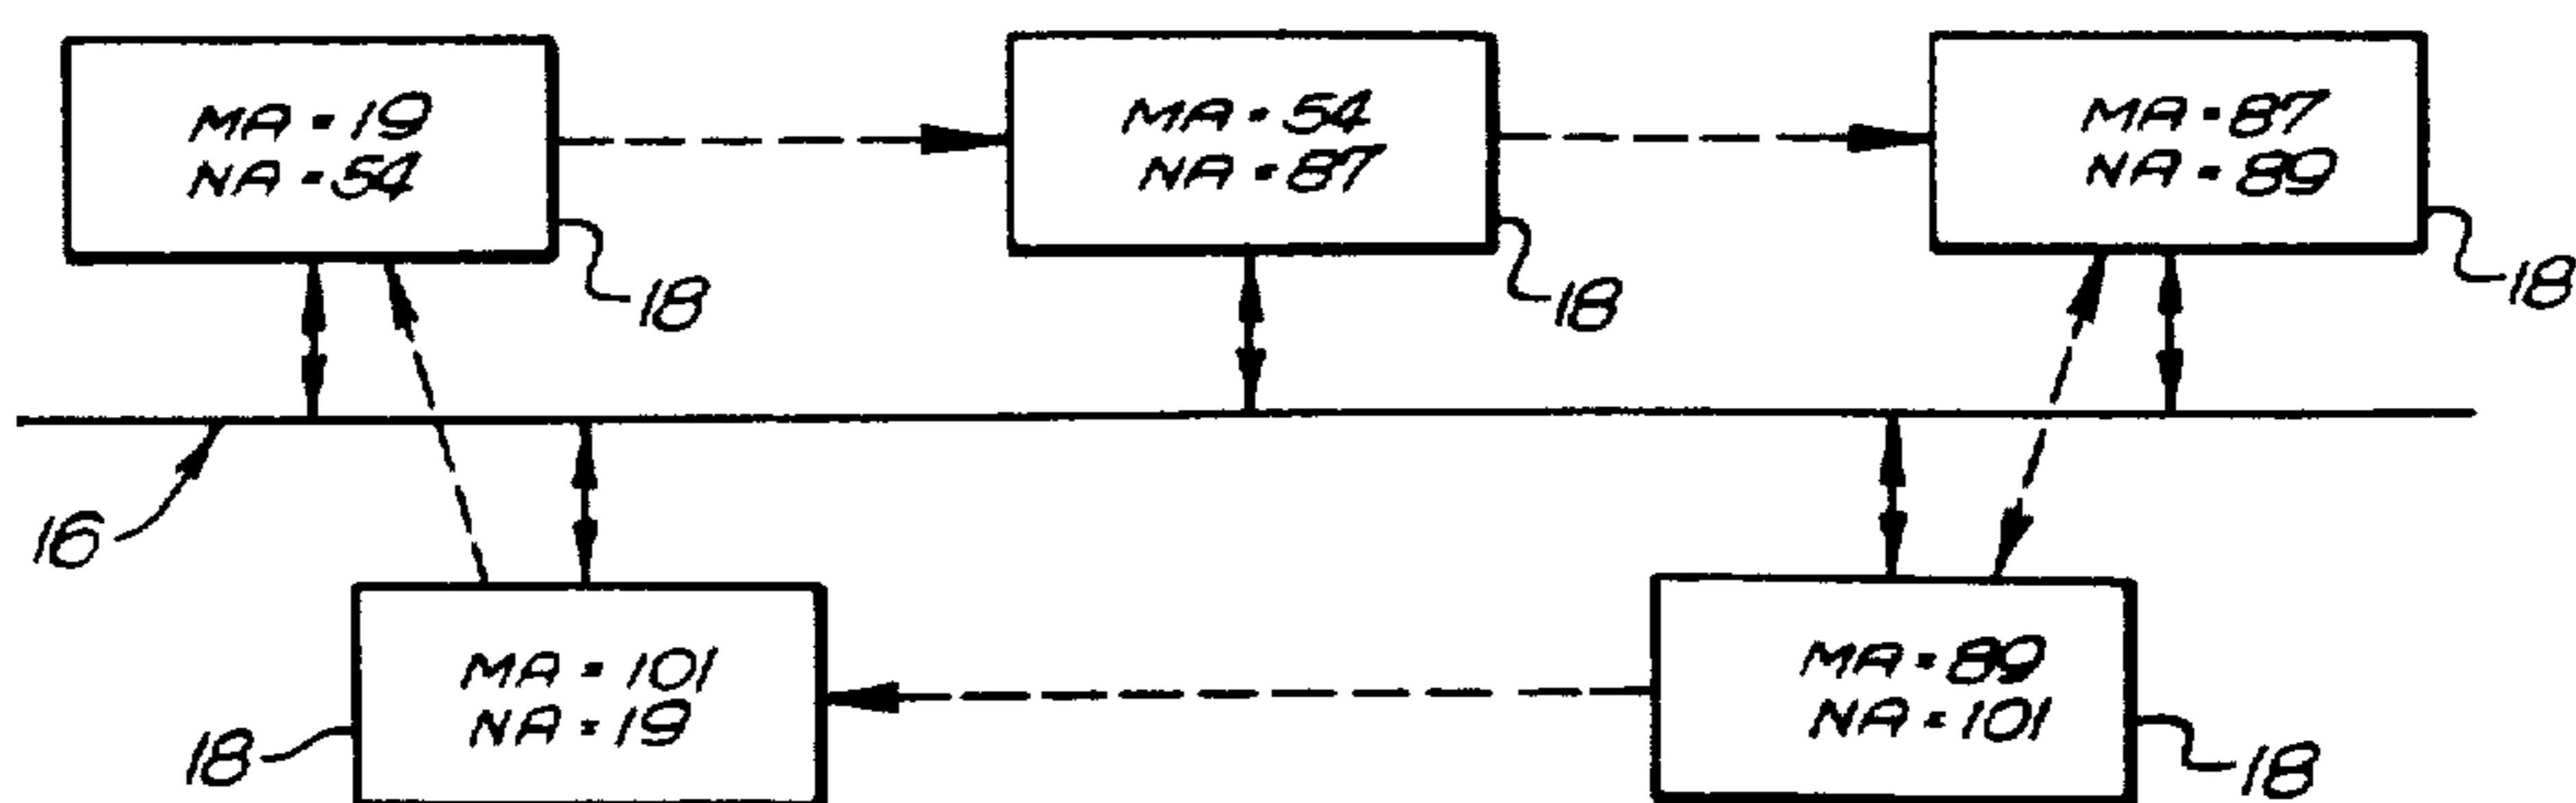 MA = 19
NA = 54
18
MA = 54
NA = 87
18
MA = 87
NA = 89
18
16
MA = 101
NA = 19
18
MA = 89
NA = 101
18